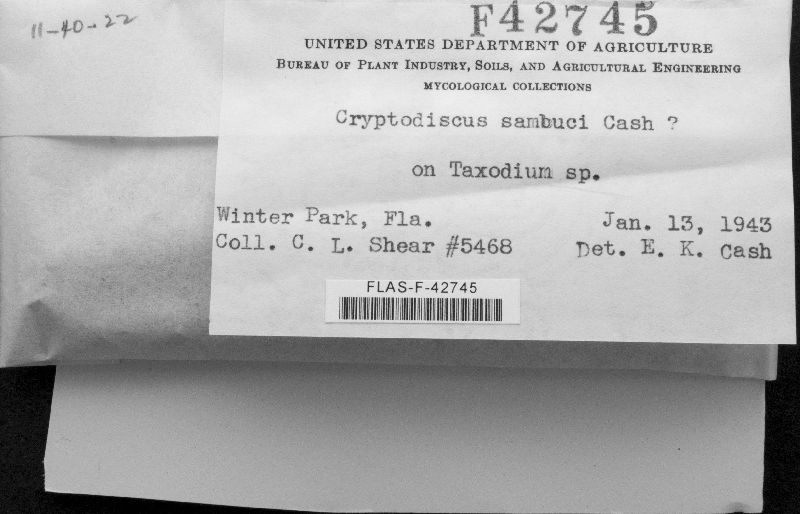 11-40-22
F42745
UNITED STATES DEPARTMENT OF AGRICULTURE
BUREAU OF PLANT INDUSTRY, SOILS, AND AGRICULTURAL ENGINEERING
MYCOLOGICAL COLLECTIONS
Cryptodiscus sambuci Cash ?
on Taxodium sp.
Winter Park, Fla. Jan. 13, 1943
Coll. C. L. Shear #5468 Det. E. K. Cash
FLAS-F-42745